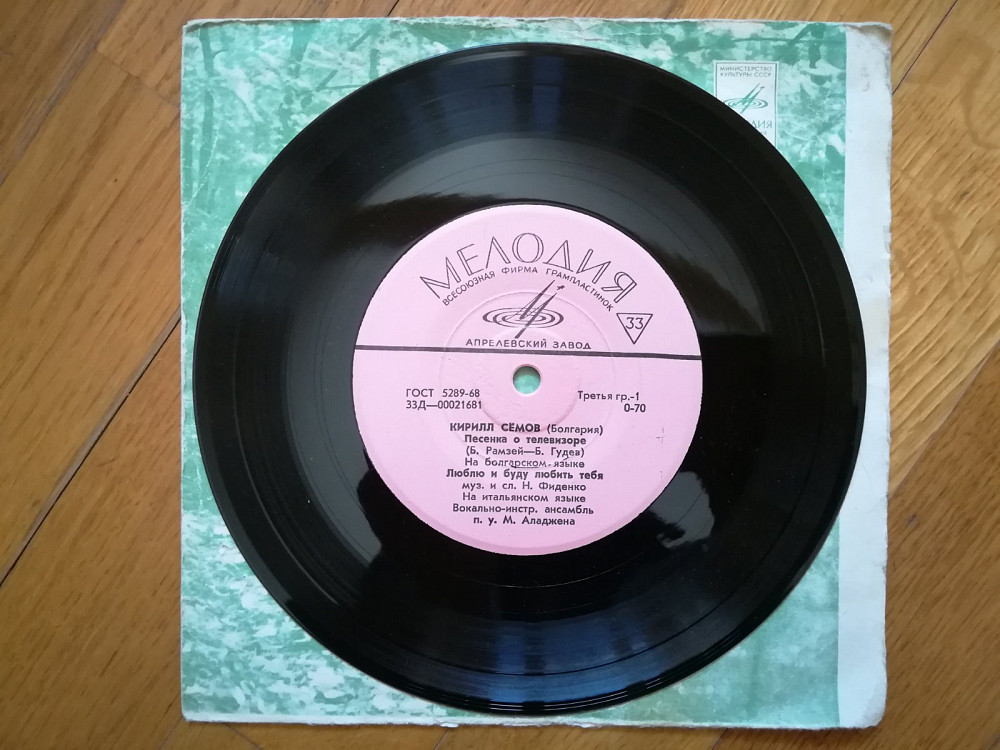 МИНИСТЕРСТВО
КУЛЬТУРЫ СССР
МЕЛОДИЯ
ВСЕСОЮЗНАЯ ФИРМА ГРАМПЛАСТИНОК
33
АПРЕЛЕВСКИЙ ЗАВОД
ГОСТ 5289-68
Третья гр.-1
33Д—00021681
0-70
КИРИЛЛ СЕМОВ (Болгария)
Песенка о телевизоре
(Б. Рамзей—Б. Гудев)
На болгарском языке
Люблю и буду любить тебя
муз. и сл. Н. Фиденко
На итальянском языке
Вокально-инстр. ансамбль
п. у. М. Аладжена